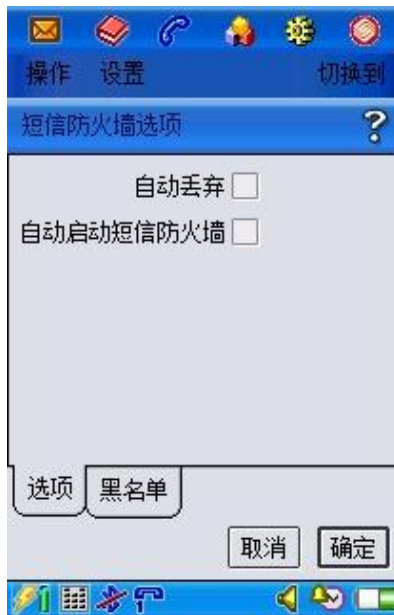 操作 设置 切换到
短信防火墙选项 ?
自动丢弃
自动启动短信防火墙
选项 黑名单
取消 确定